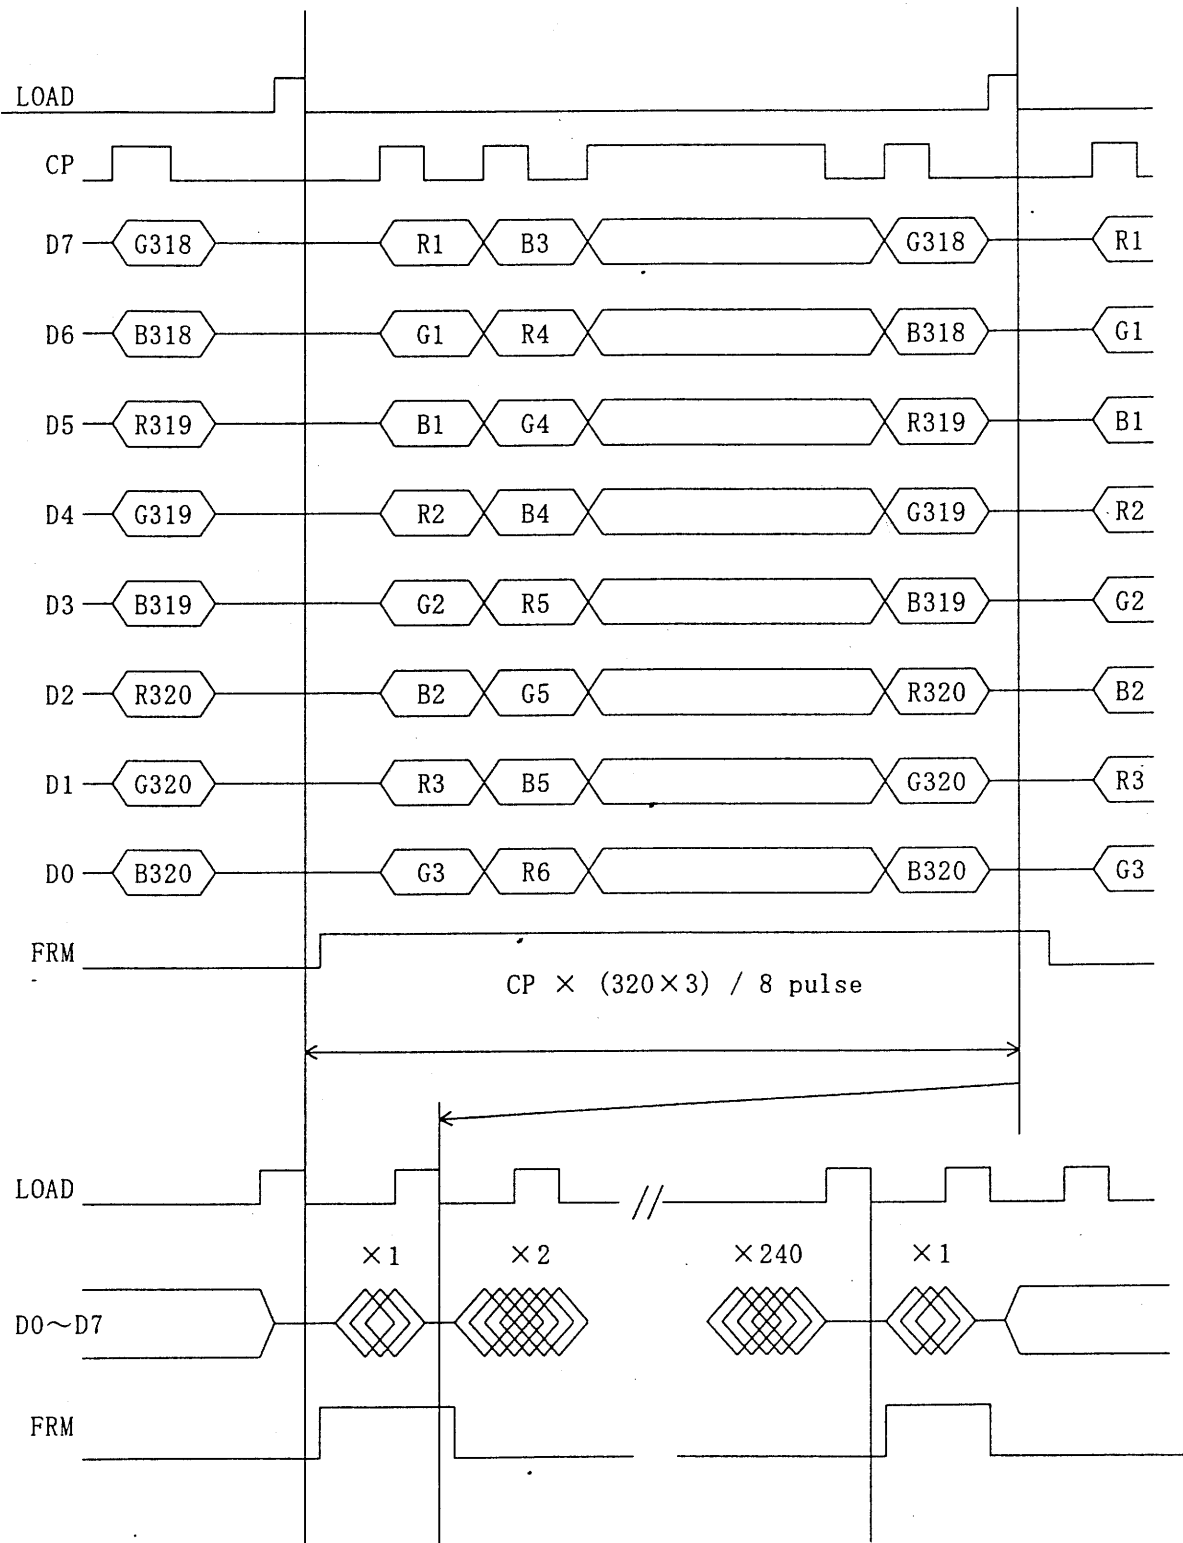 LOAD
CP
D7 G318 R1 B3 G318 R1
D6 B318 G1 R4 B318 G1
D5 R319 B1 G4 R319 B1
D4 G319 R2 B4 G319 R2
D3 B319 G2 R5 B319 G2
D2 R320 B2 G5 R320 B2
D1 G320 R3 B5 G320 R3
D0 B320 G3 R6 B320 G3
FRM
CP × (320×3) / 8 pulse
LOAD //
×1 ×2 ×240 ×1
D0～D7
FRM